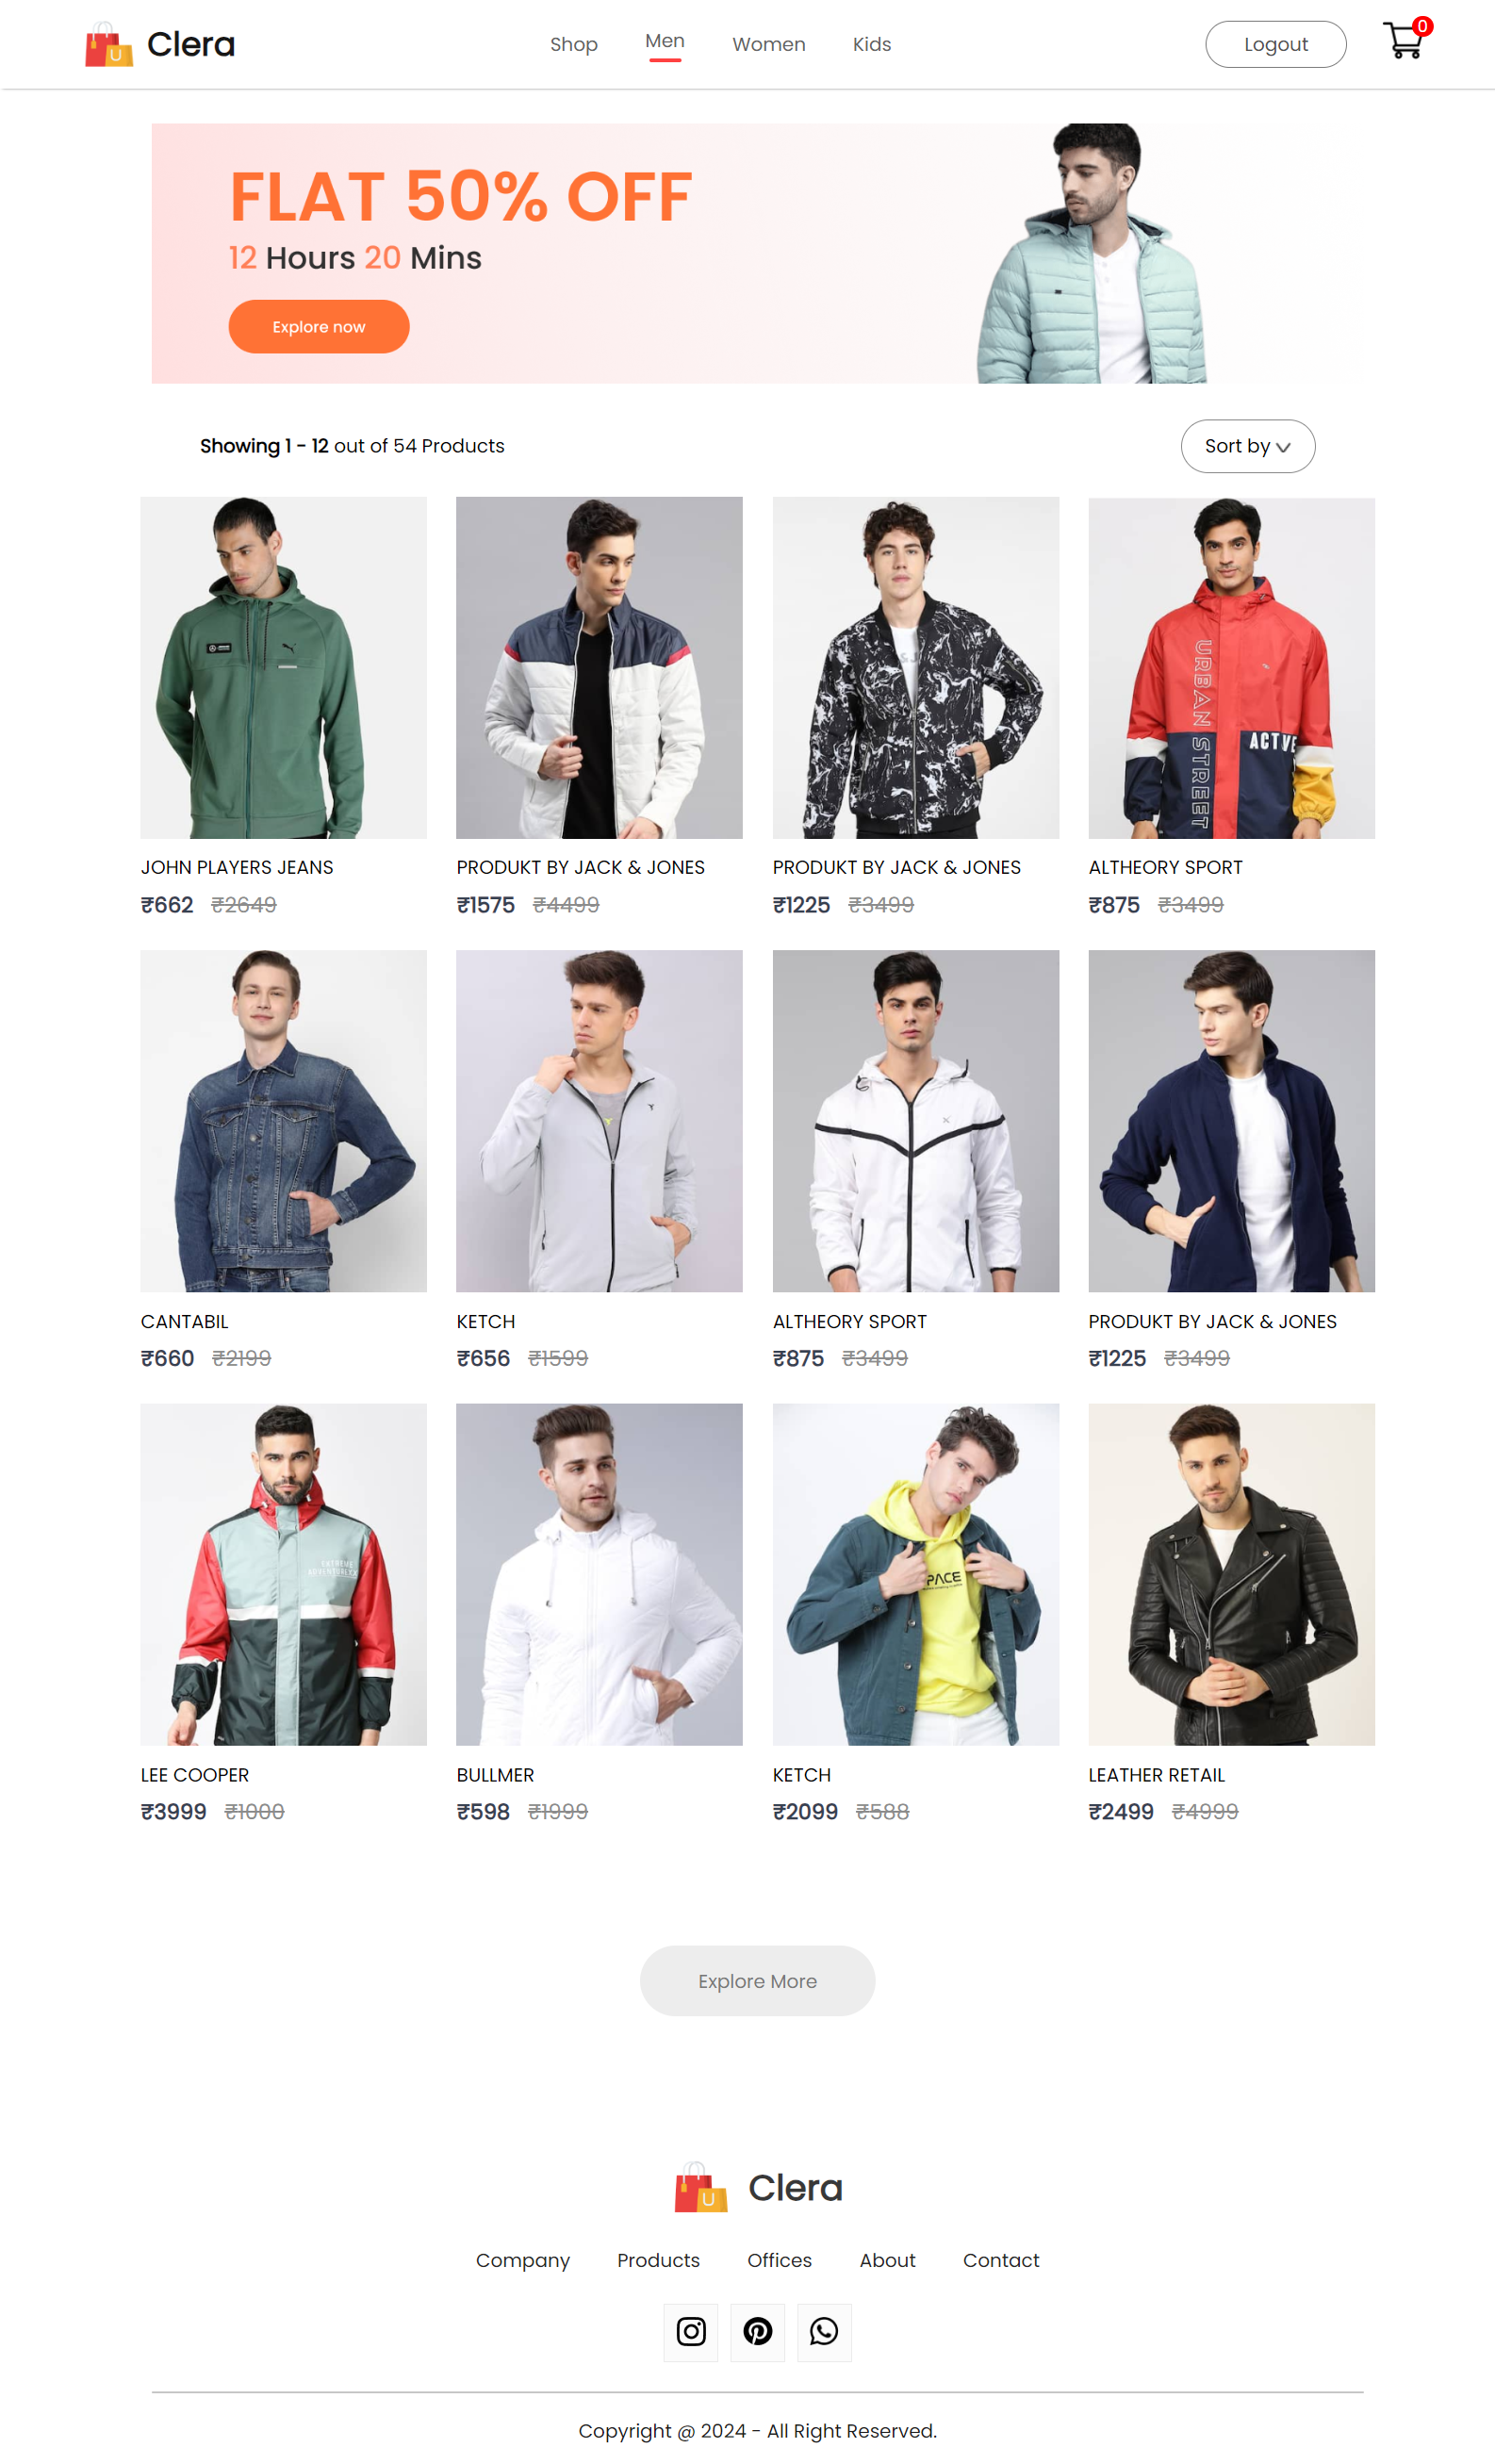 Clera
Shop Men Women Kids
Logout
0
FLAT 50% OFF
12 Hours 20 Mins
Explore now
Showing 1 - 12 out of 54 Products
Sort by
URBAN STREET
ACTIVE
JOHN PLAYERS JEANS
₹662 ₹2649
PRODUKT BY JACK & JONES
₹1575 ₹4499
PRODUKT BY JACK & JONES
₹1225 ₹3499
ALTHEORY SPORT
₹875 ₹3499
CANTABIL
₹660 ₹2199
KETCH
₹656 ₹1599
ALTHEORY SPORT
₹875 ₹3499
PRODUKT BY JACK & JONES
₹1225 ₹3499
EXTREME
PACE
LEE COOPER
₹3999 ₹1000
BULLMER
₹598 ₹1999
KETCH
₹2099 ₹588
LEATHER RETAIL
₹2499 ₹4999
Explore More
U
Clera
Company Products Offices About Contact
Copyright @ 2024 - All Right Reserved.